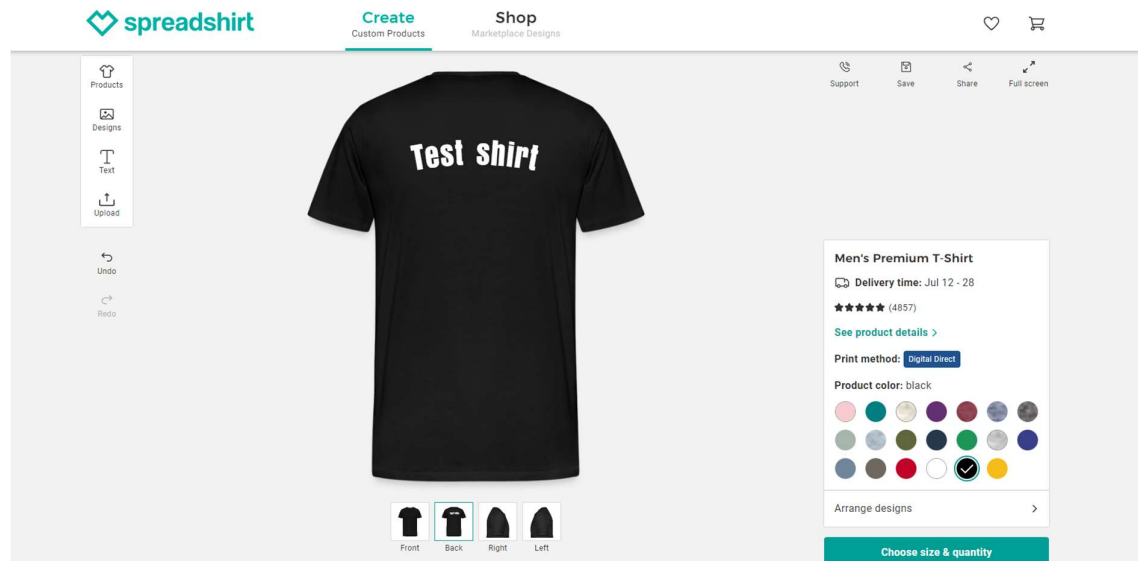 spreadshirt
Create
Custom Products
Shop
Marketplace Designs
Products
Designs
Text
Upload
Undo
Redo
Test shirt
Support
Save
Share
Full screen
Men's Premium T-Shirt
Delivery time: Jul 12 - 28
(4857)
See product details >
Print method: Digital Direct
Product color: black
Arrange designs
Choose size & quantity
Front
Back
Right
Left